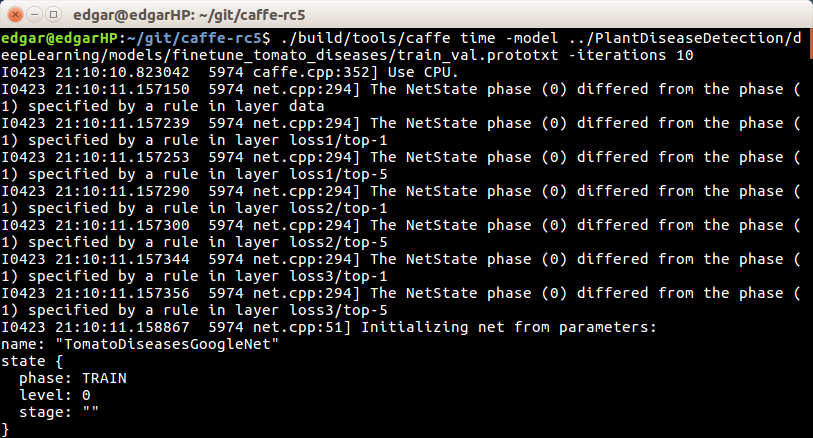 edgar@edgarHP: ~/git/caffe-rc5
edgar@edgarHP:~/git/caffe-rc5$ ./build/tools/caffe time -model ../PlantDiseaseDetection/d
eepLearning/models/finetune_tomato_diseases/train_val.prototxt -iterations 10
I0423 21:10:10.823042  5974 caffe.cpp:352] Use CPU.
I0423 21:10:11.157150  5974 net.cpp:294] The NetState phase (0) differed from the phase (
1) specified by a rule in layer data
I0423 21:10:11.157239  5974 net.cpp:294] The NetState phase (0) differed from the phase (
1) specified by a rule in layer loss1/top-1
I0423 21:10:11.157253  5974 net.cpp:294] The NetState phase (0) differed from the phase (
1) specified by a rule in layer loss1/top-5
I0423 21:10:11.157290  5974 net.cpp:294] The NetState phase (0) differed from the phase (
1) specified by a rule in layer loss2/top-1
I0423 21:10:11.157300  5974 net.cpp:294] The NetState phase (0) differed from the phase (
1) specified by a rule in layer loss2/top-5
I0423 21:10:11.157344  5974 net.cpp:294] The NetState phase (0) differed from the phase (
1) specified by a rule in layer loss3/top-1
I0423 21:10:11.157356  5974 net.cpp:294] The NetState phase (0) differed from the phase (
1) specified by a rule in layer loss3/top-5
I0423 21:10:11.158867  5974 net.cpp:51] Initializing net from parameters:
name: "TomatoDiseasesGoogleNet"
state {
  phase: TRAIN
  level: 0
  stage: ""
}